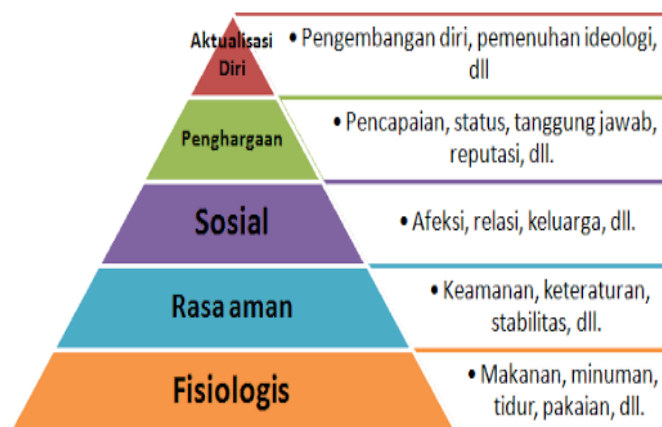 Aktualisasi
Diri
• Pengembangan diri, pemenuhan ideologi,
dll
Penghargaan
• Pencapaian, status, tanggung jawab,
reputasi, dll.
Sosial
• Afeksi, relasi, keluarga, dll.
Rasa aman
• Keamanan, keteraturan,
stabilitas, dll.
Fisiologis
• Makanan, minuman,
tidur, pakaian, dll.